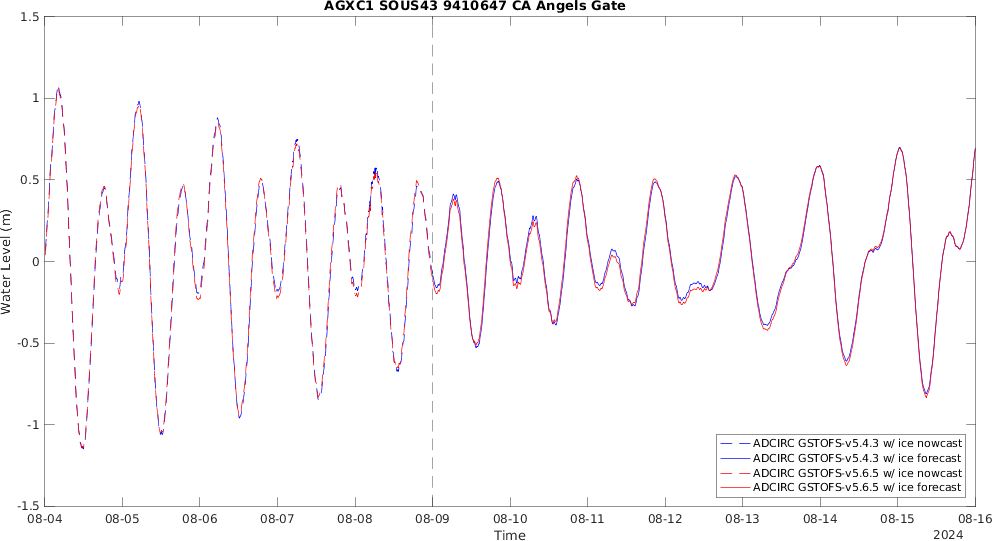 AGXC1 SOUS43 9410647 CA Angels Gate
1.5
1
0.5
0
-0.5
-1
-1.5
Water Level (m)
08-04 08-05 08-06 08-07 08-08 08-09 08-10 08-11 08-12 08-13 08-14 08-15 08-16
Time
2024
ADCIRC GSTOFS-v5.4.3 w/ ice nowcast
ADCIRC GSTOFS-v5.4.3 w/ ice forecast
ADCIRC GSTOFS-v5.6.5 w/ ice nowcast
ADCIRC GSTOFS-v5.6.5 w/ ice forecast